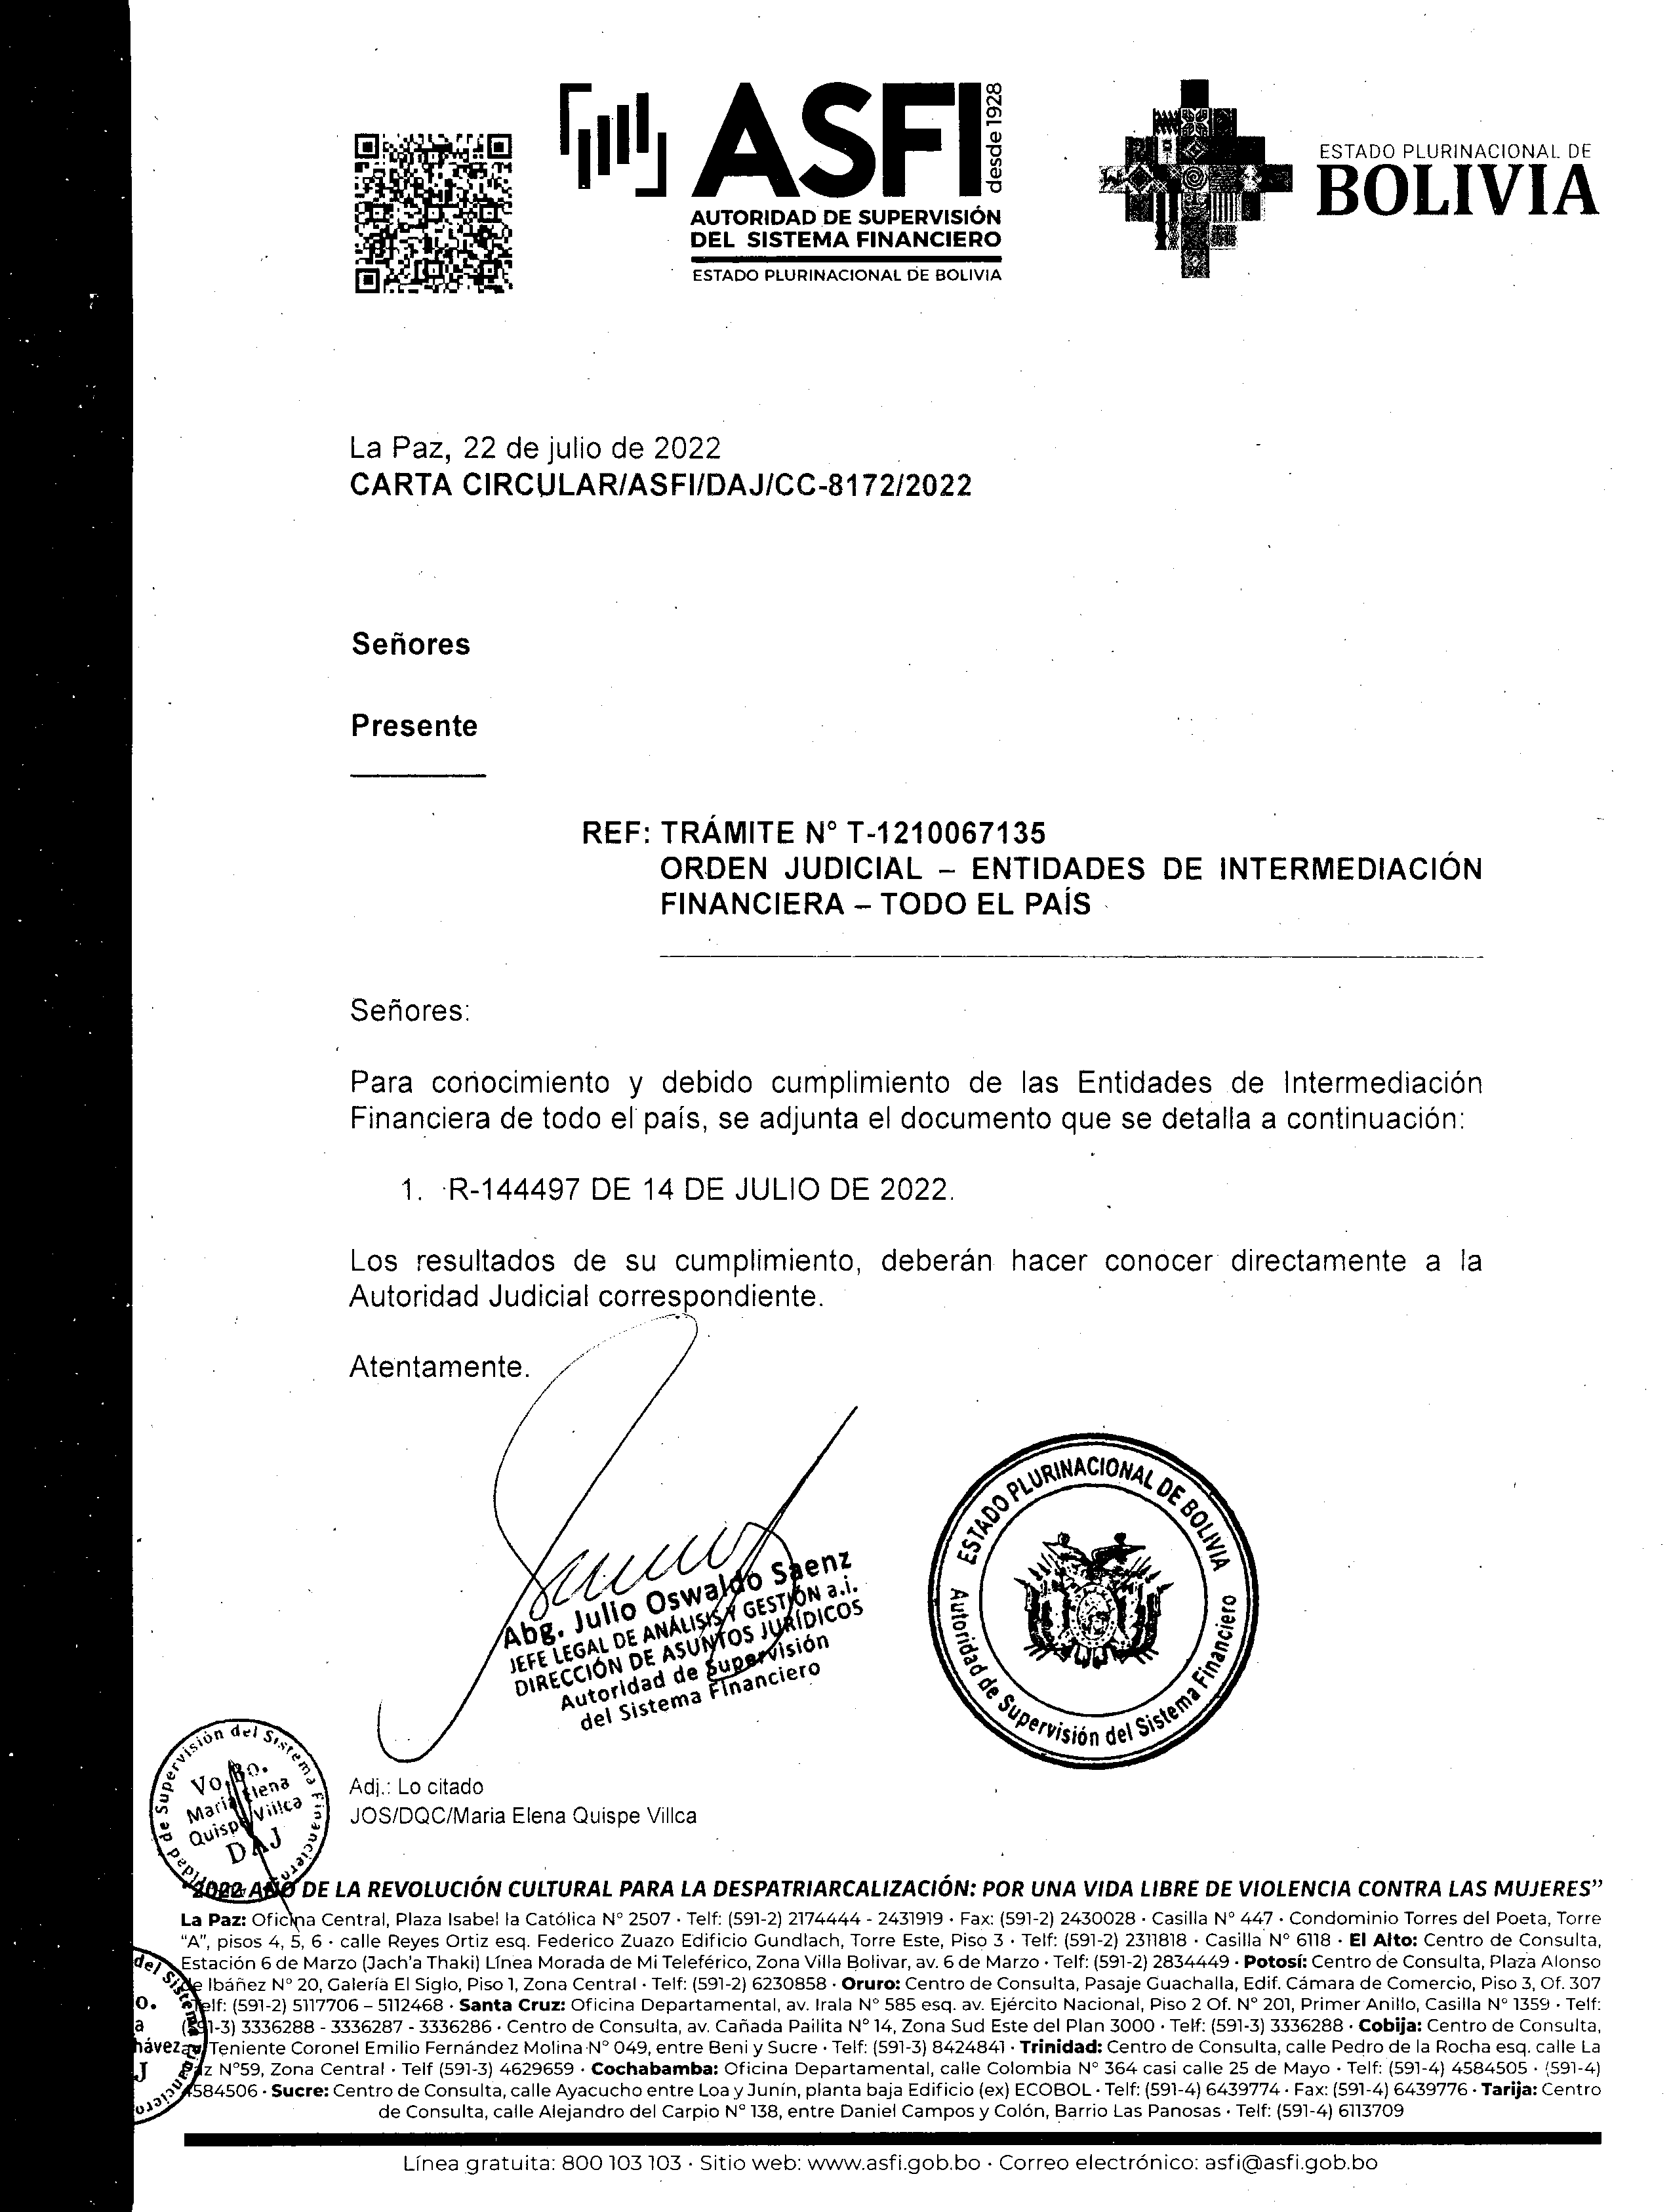 ASFI
desde 1928
AUTORIDAD DE SUPERVISIÓN
DEL SISTEMA FINANCIERO
ESTADO PLURINACIONAL DE BOLIVIA
ESTADO PLURINACIONAL DE
BOLIVIA
La Paz, 22 de julio de 2022
CARTA CIRCULAR/ASFI/DAJ/CC-8172/2022
Señores
Presente
REF: TRÁMITE N° T-1210067135
ORDEN JUDICIAL – ENTIDADES DE INTERMEDIACIÓN
FINANCIERA – TODO EL PAÍS
Señores:
Para conocimiento y debido cumplimiento de las Entidades de Intermediación
Financiera de todo el país, se adjunta el documento que se detalla a continuación:
1. R-144497 DE 14 DE JULIO DE 2022.
Los resultados de su cumplimiento, deberán hacer conocer directamente a la
Autoridad Judicial correspondiente.
Atentamente.
Abg. Julio Oswaldo Saenz
JEFE LEGAL DE ANÁLISIS Y GESTIÓN a.i.
DIRECCIÓN DE ASUNTOS JURÍDICOS
Autoridad de Supervisión
del Sistema Financiero
ESTADO PLURINACIONAL DE BOLIVIA
Autoridad de Supervisión del Sistema Financiero
de Supervisión del Sistema Financiero
Vo.Bo.
Maria Elena
Quispe Villca
DAJ
Adj.: Lo citado
JOS/DQC/Maria Elena Quispe Villca
"2022 AÑO DE LA REVOLUCIÓN CULTURAL PARA LA DESPATRIARCALIZACIÓN: POR UNA VIDA LIBRE DE VIOLENCIA CONTRA LAS MUJERES"
La Paz: Oficina Central, Plaza Isabel la Católica N° 2507 · Telf: (591-2) 2174444 - 2431919 · Fax: (591-2) 2430028 · Casilla N° 447 · Condominio Torres del Poeta, Torre
"A", pisos 4, 5, 6 · calle Reyes Ortiz esq. Federico Zuazo Edificio Gundlach, Torre Este, Piso 3 · Telf: (591-2) 2311818 · Casilla N° 6118 · El Alto: Centro de Consulta,
Estación 6 de Marzo (Jach'a Thaki) Línea Morada de Mi Teleférico, Zona Villa Bolivar, av. 6 de Marzo · Telf: (591-2) 2834449 · Potosí: Centro de Consulta, Plaza Alonso
de Ibáñez N° 20, Galería El Siglo, Piso 1, Zona Central · Telf: (591-2) 6230858 · Oruro: Centro de Consulta, Pasaje Guachalla, Edif. Cámara de Comercio, Piso 3, Of. 307
Telf: (591-2) 5117706 – 5112468 · Santa Cruz: Oficina Departamental, av. Irala N° 585 esq. av. Ejército Nacional, Piso 2 Of. N° 201, Primer Anillo, Casilla N° 1359 · Telf:
(591-3) 3336288 - 3336287 - 3336286 · Centro de Consulta, av. Cañada Pailita N° 14, Zona Sud Este del Plan 3000 · Telf: (591-3) 3336288 · Cobija: Centro de Consulta,
Teniente Coronel Emilio Fernández Molina N° 049, entre Beni y Sucre · Telf: (591-3) 8424841 · Trinidad: Centro de Consulta, calle Pedro de la Rocha esq. calle La
Paz N°59, Zona Central · Telf (591-3) 4629659 · Cochabamba: Oficina Departamental, calle Colombia N° 364 casi calle 25 de Mayo · Telf: (591-4) 4584505 · (591-4)
4584506 · Sucre: Centro de Consulta, calle Ayacucho entre Loa y Junín, planta baja Edificio (ex) ECOBOL · Telf: (591-4) 6439774 · Fax: (591-4) 6439776 · Tarija: Centro
de Consulta, calle Alejandro del Carpio N° 138, entre Daniel Campos y Colón, Barrio Las Panosas · Telf: (591-4) 6113709
Línea gratuita: 800 103 103 · Sitio web: www.asfi.gob.bo · Correo electrónico: asfi@asfi.gob.bo